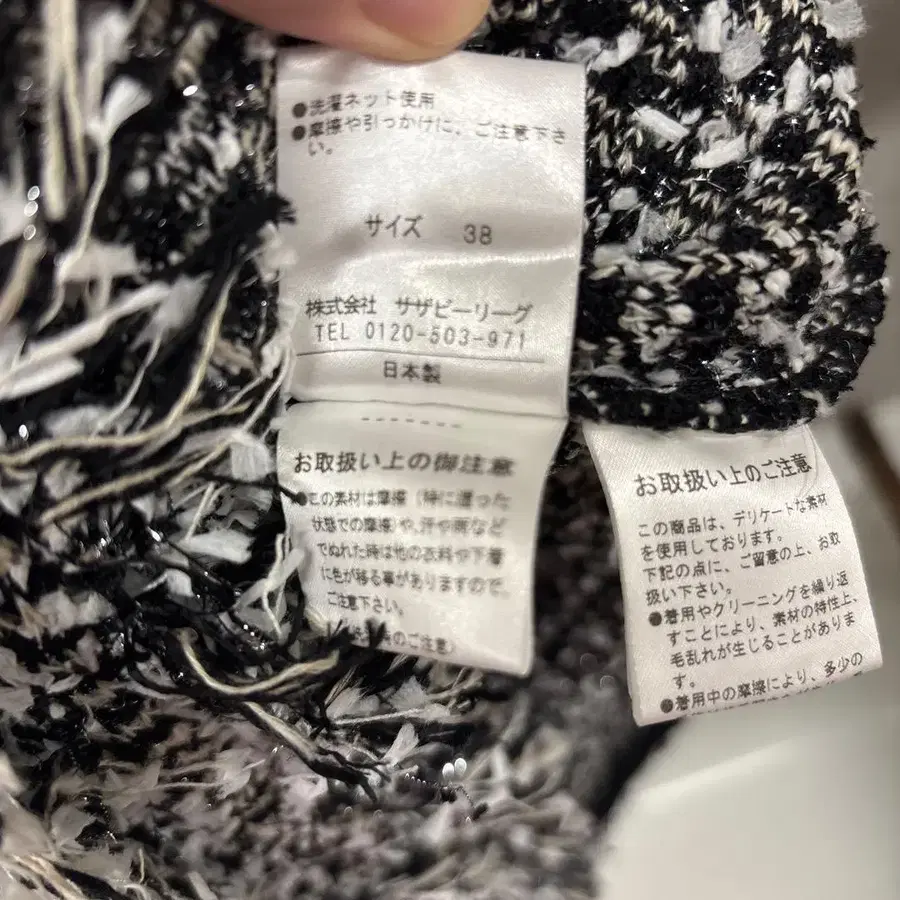 ●洗濯ネット使用
●摩擦や引っかけに、ご注意下さ
い。
サイズ 38
株式会社 サザビーリーグ
TEL 0120-503-971
日本製
お取扱い上の御注意
●この素材は摩擦(特に湿った
状態での摩擦)や、汗や雨など
でぬれた時は他の衣料や下着
に色が移る事がありますので、
ご注意下さい。
のご注意)
お取扱い上のご注意
この商品は、デリケートな素材
を使用しております。
下記の点に、ご留意の上、お取
扱い下さい。
●着用やクリーニングを繰り返
すことにより、素材の特性上、
毛乱れが生じることがありま
す。
●着用中の摩擦により、多少の